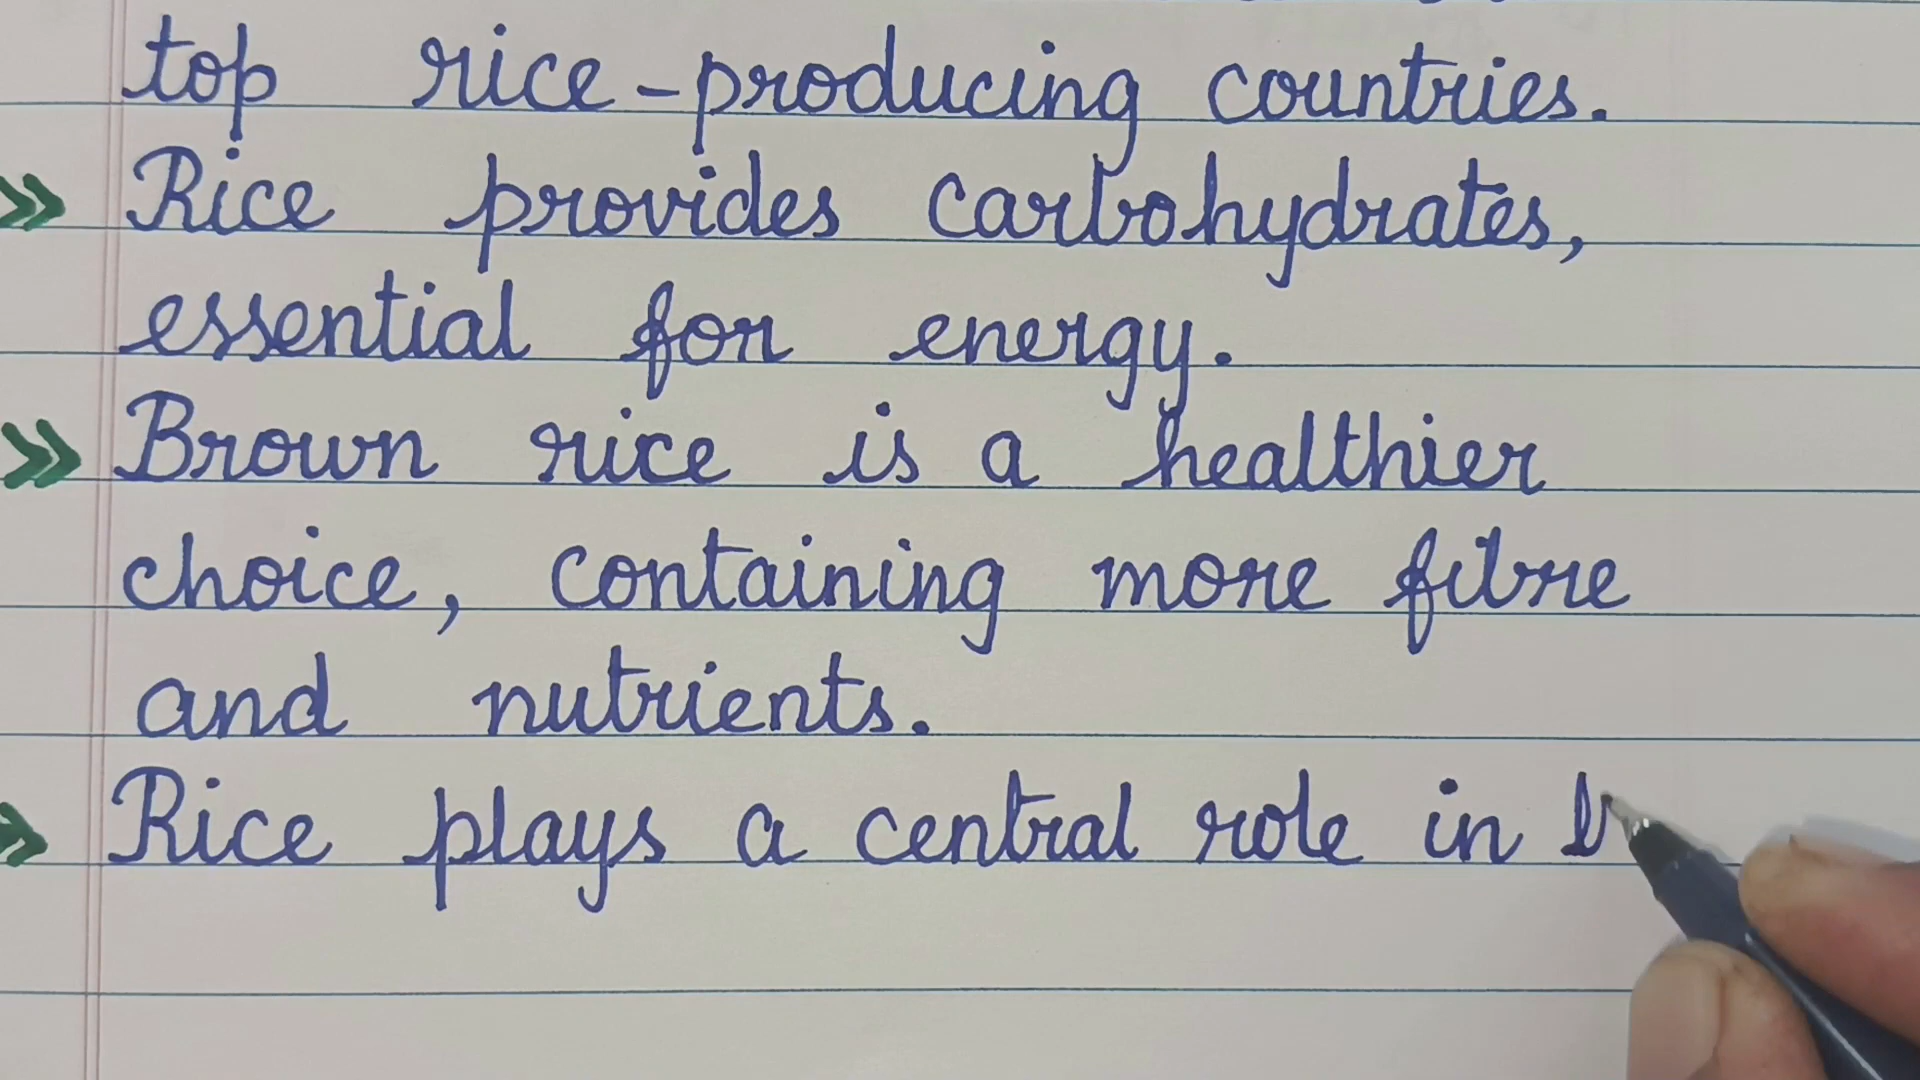 top rice-producing countries.
» Rice provides carbohydrates,
essential for energy.
» Brown rice is a healthier
choice, containing more fibre
and nutrients.
» Rice plays a central role in